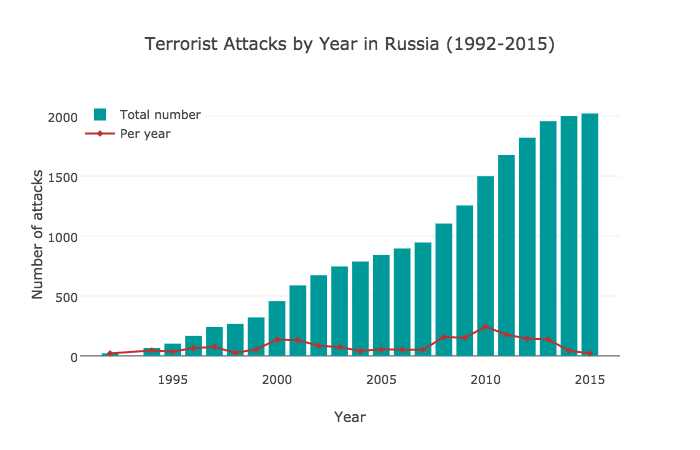 Terrorist Attacks by Year in Russia (1992-2015)
Total number
Per year
2000
1500
1000
500
0
Number of attacks
1995
2000
2005
2010
2015
Year